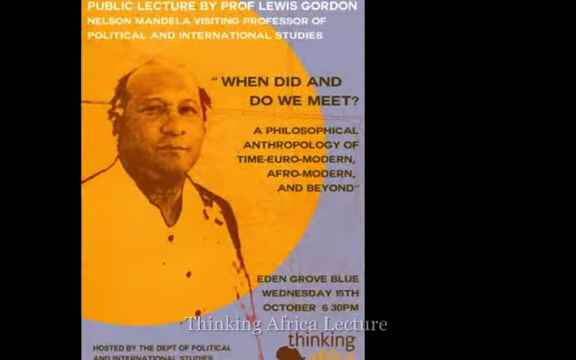 PUBLIC LECTURE BY PROF LEWIS GORDON
NELSON MANDELA VISITING PROFESSOR OF
POLITICAL AND INTERNATIONAL STUDIES
"WHEN DID AND
DO WE MEET?
A PHILOSOPHICAL
ANTHROPOLOGY OF
TIME-EURO-MODERN,
AFRO-MODERN,
AND BEYOND"
EDEN GROVE BLUE
WEDNESDAY 15TH
OCTOBER 6 30PM
Thinking Africa Lecture
thinking
africa
HOSTED BY THE DEPT OF POLITICAL
AND INTERNATIONAL STUDIES